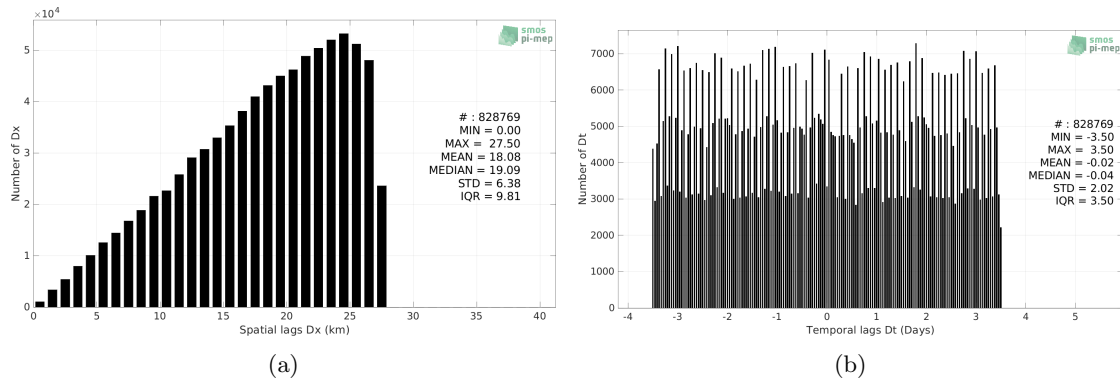 ×10⁴
5
4
3
2
1
0
Number of Dx
0 5 10 15 20 25 30 35 40
Spatial lags Dx (km)
smos
pi-mep
# : 828769
MIN = 0.00
MAX = 27.50
MEAN = 18.08
MEDIAN = 19.09
STD = 6.38
IQR = 9.81
(a)
7000
6000
5000
4000
3000
2000
1000
0
Number of Dt
-4 -3 -2 -1 0 1 2 3 4 5
Temporal lags Dt (Days)
smos
pi-mep
# : 828769
MIN = -3.50
MAX = 3.50
MEAN = -0.02
MEDIAN = -0.04
STD = 2.02
IQR = 3.50
(b)